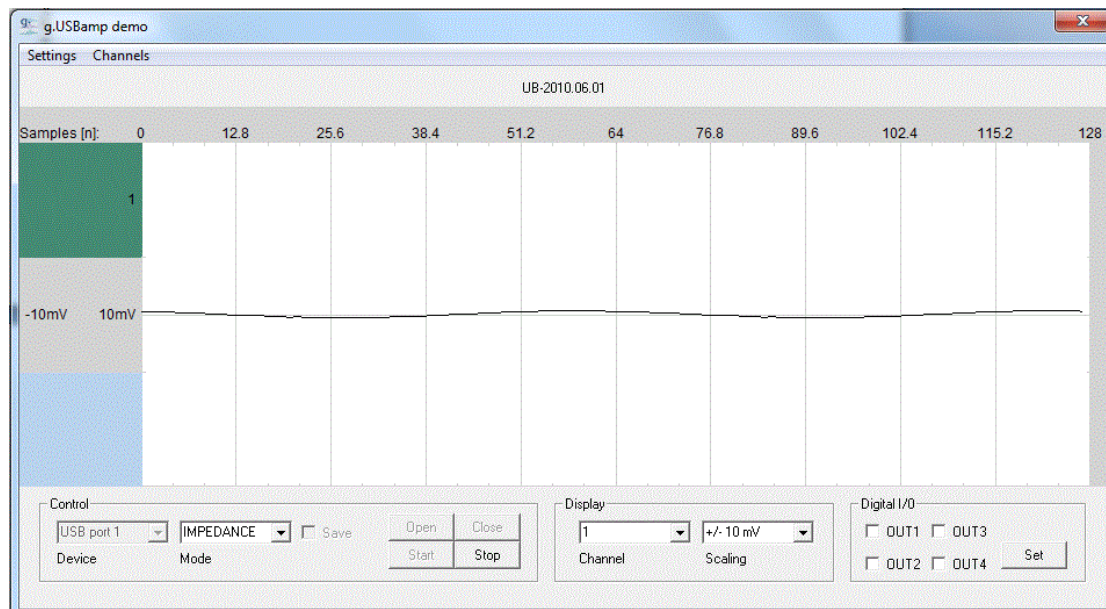 g.USBamp demo
Settings Channels
UB-2010.06.01
Samples [n]: 0 12.8 25.6 38.4 51.2 64 76.8 89.6 102.4 115.2 128
1
-10mV 10mV
Control
USB port 1 IMPEDANCE Save Open Close
Device Mode Start Stop
Display
1 +/- 10 mV
Channel Scaling
Digital I/0
OUT1 OUT3
OUT2 OUT4 Set